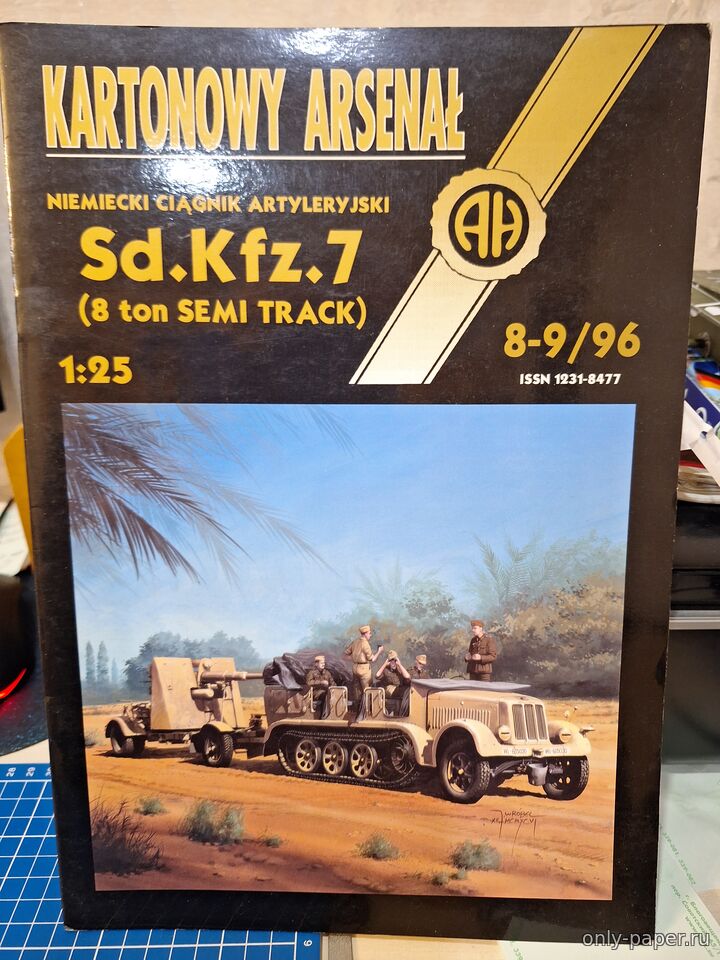 KARTONOWY ARSENAŁ
NIEMIECKI CIĄGNIK ARTYLERYJSKI
AH
Sd.Kfz.7
(8 ton SEMI TRACK)
8-9/96
1:25
ISSN 1231-8477
only-paper.ru